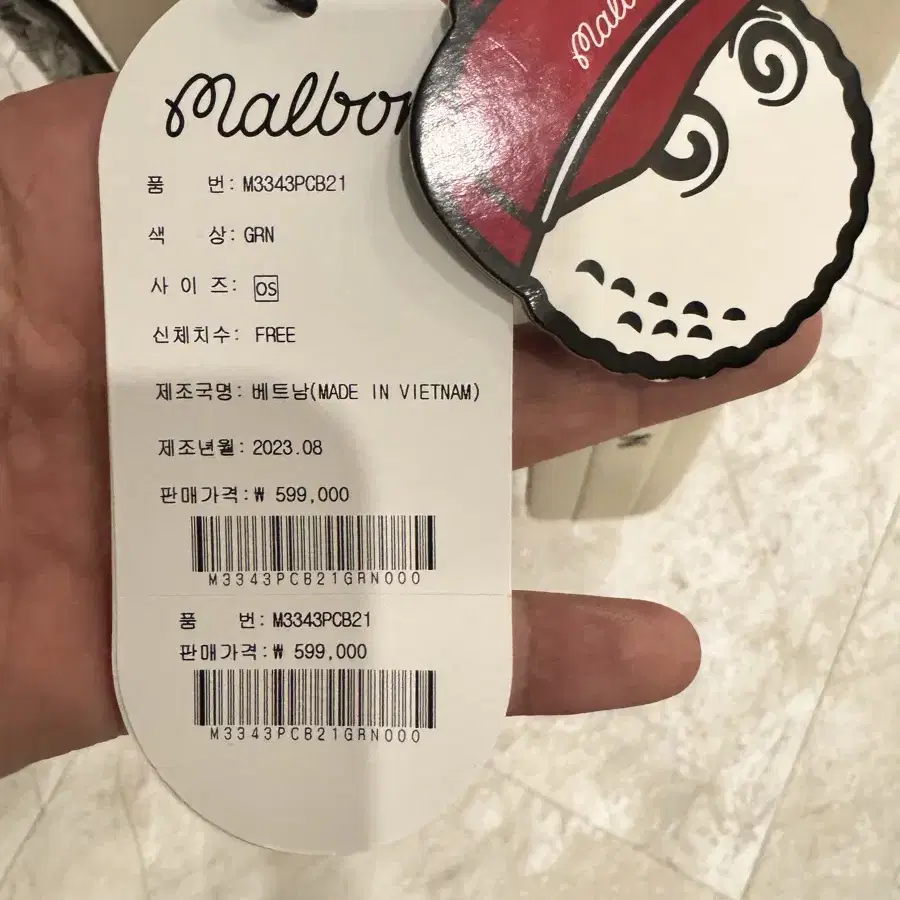 Malbon
품 번: M3343PCB21
색 상: GRN
사 이 즈: OS
신체치수: FREE
제조국명: 베트남(MADE IN VIETNAM)
제조년월: 2023.08
판매가격:₩ 599,000
M3343PCB21GRN000
품 번: M3343PCB21
판매가격:₩ 599,000
M3343PCB21GRN000